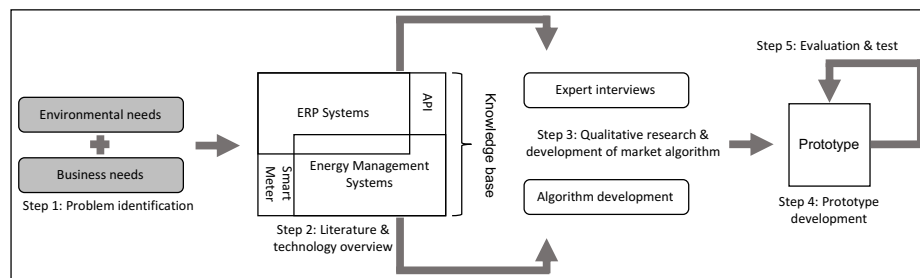 Environmental needs
Business needs
Step 1: Problem identification
ERP Systems
API
Smart
Meter
Energy Management
Systems
Knowledge base
Step 2: Literature &
technology overview
Expert interviews
Step 3: Qualitative research &
development of market algorithm
Algorithm development
Step 5: Evaluation & test
Prototype
Step 4: Prototype
development